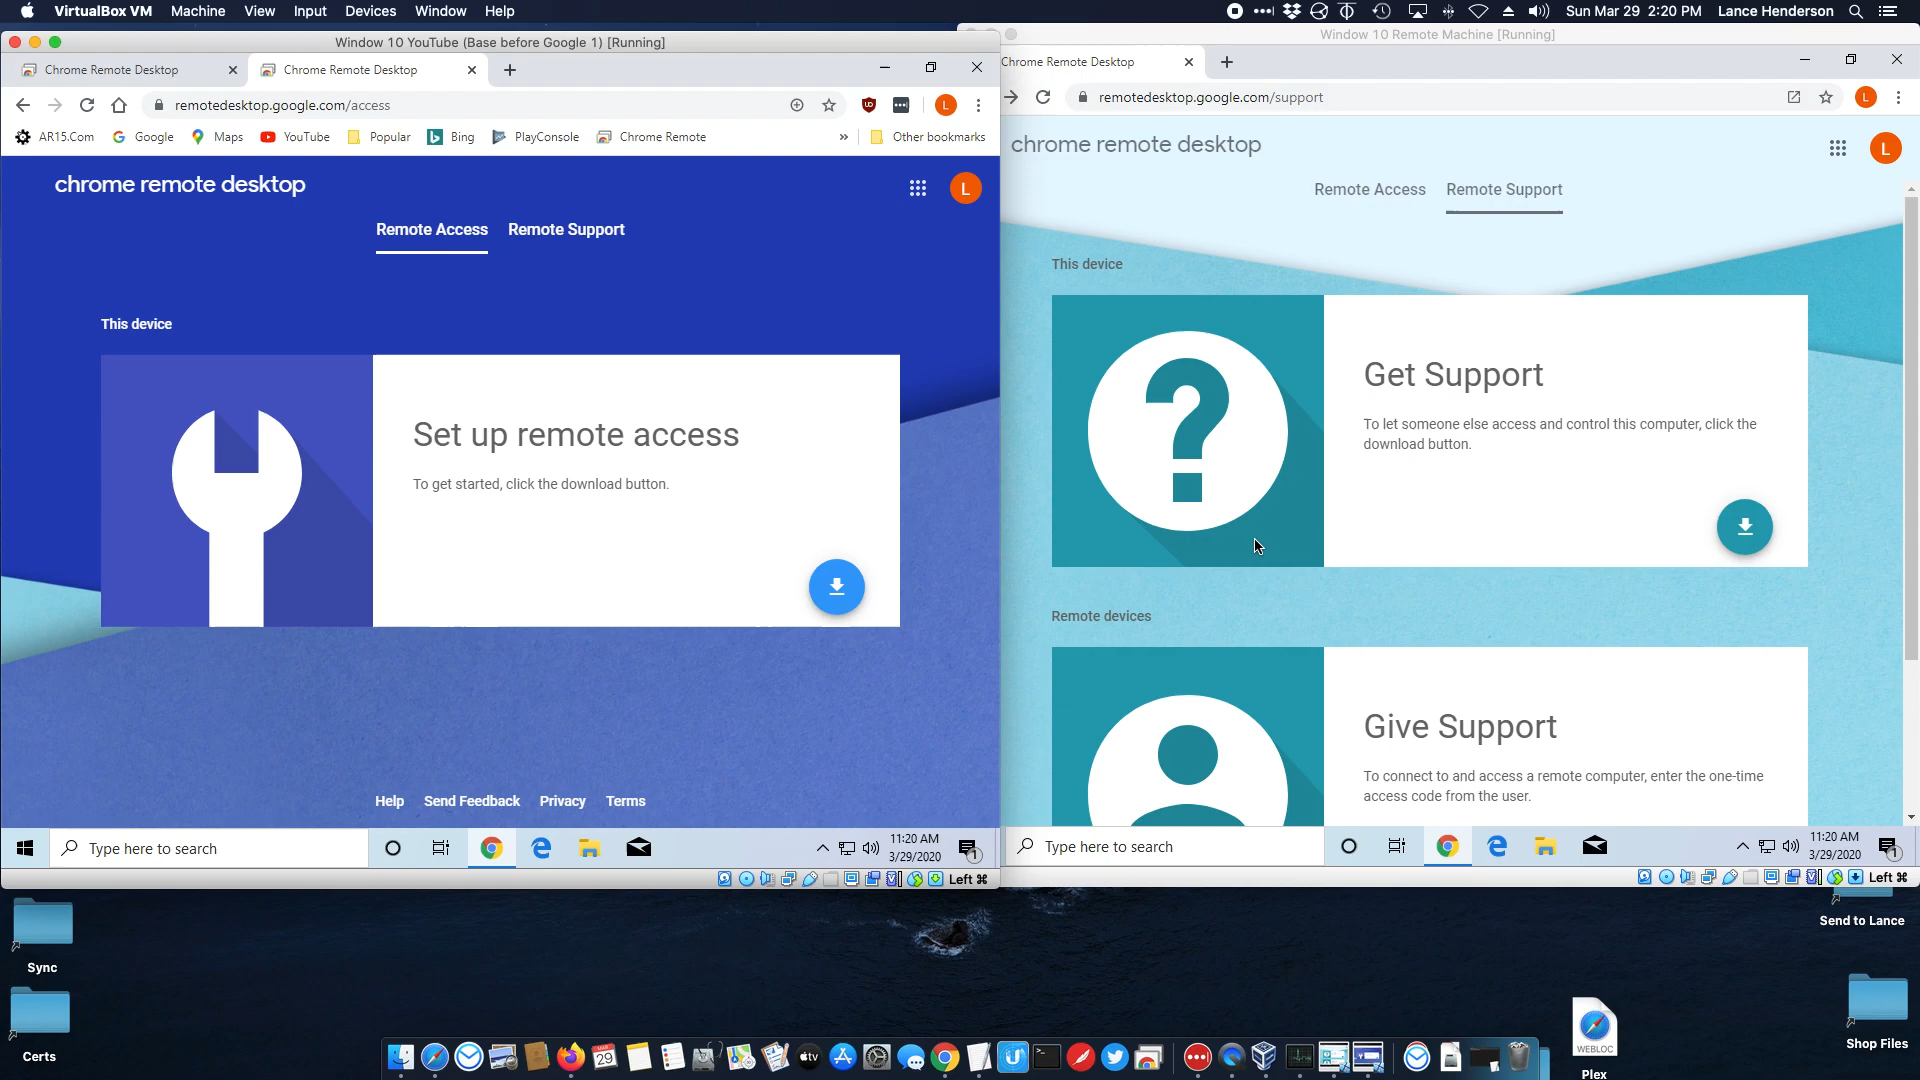 VirtualBox VM Machine View Input Devices Window Help
Sun Mar 29 2:20 PM Lance Henderson
Window 10 YouTube (Base before Google 1) [Running]
Chrome Remote Desktop
Chrome Remote Desktop
remotedesktop.google.com/access
L
AR15.Com
Google
Maps
YouTube
Popular
Bing
PlayConsole
Chrome Remote
»
Other bookmarks
chrome remote desktop
L
Remote Access
Remote Support
This device
Set up remote access
To get started, click the download button.
Help Send Feedback Privacy Terms
Type here to search
11:20 AM
3/29/2020
1
Left ⌘
Window 10 Remote Machine [Running]
Chrome Remote Desktop
remotedesktop.google.com/support
L
chrome remote desktop
L
Remote Access
Remote Support
This device
?
Get Support
To let someone else access and control this computer, click the
download button.
Remote devices
Give Support
To connect to and access a remote computer, enter the one-time
access code from the user.
Type here to search
11:20 AM
3/29/2020
1
Left ⌘
Sync
Certs
Send to Lance
Shop Files
WEBLOC
Plex
29
tv